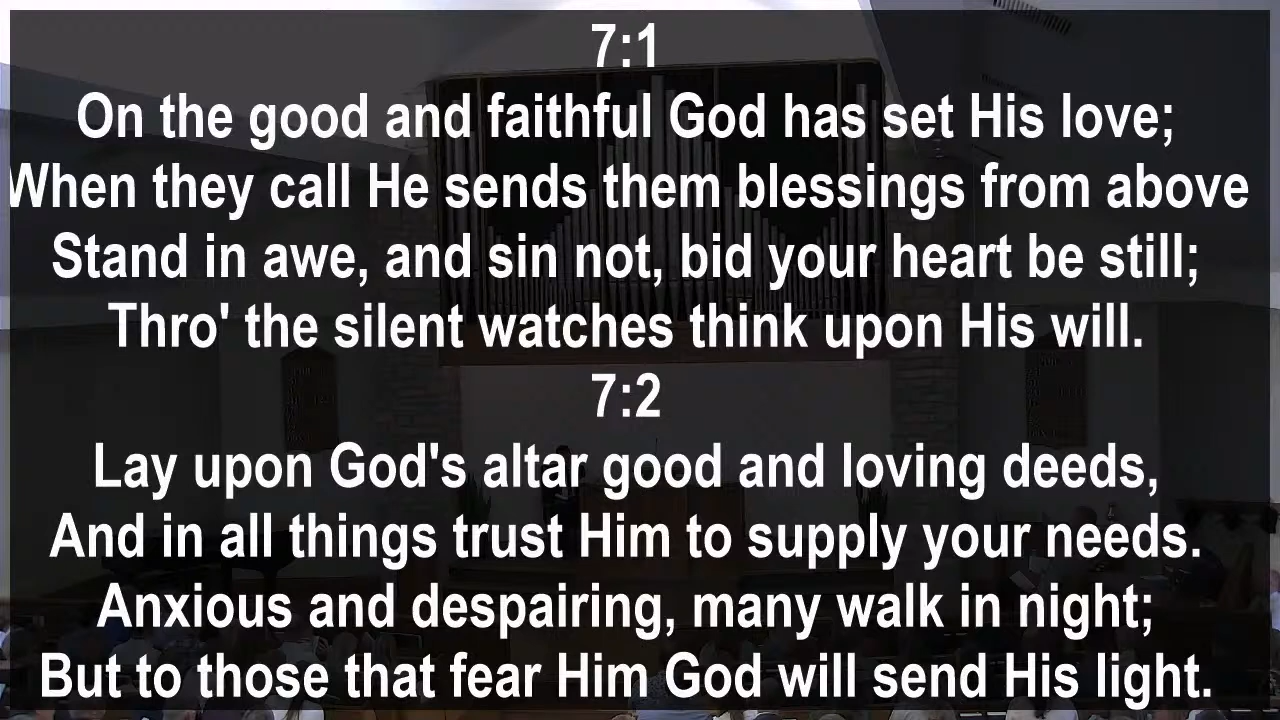 7:1
On the good and faithful God has set His love;
When they call He sends them blessings from above
Stand in awe, and sin not, bid your heart be still;
Thro' the silent watches think upon His will.
7:2
Lay upon God's altar good and loving deeds,
And in all things trust Him to supply your needs.
Anxious and despairing, many walk in night;
But to those that fear Him God will send His light.